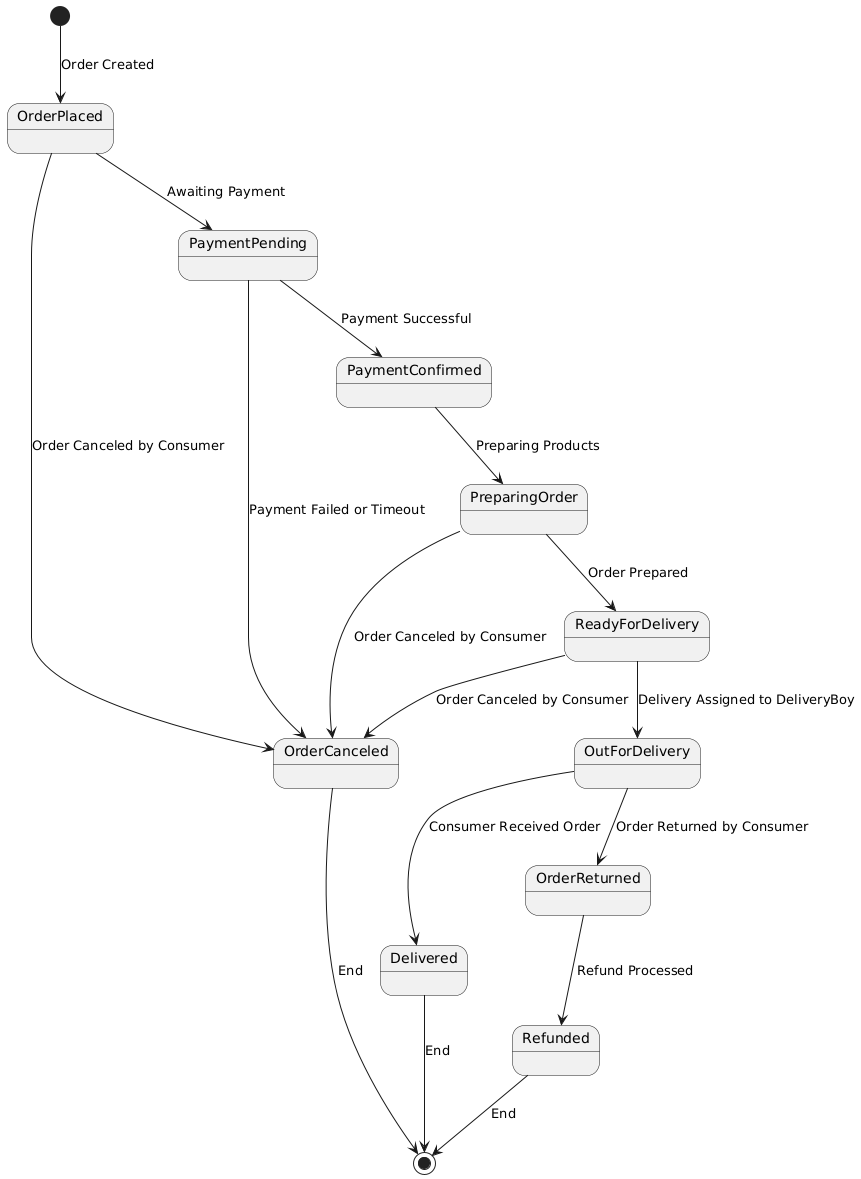 Order Created
OrderPlaced
Awaiting Payment
PaymentPending
Payment Successful
PaymentConfirmed
Order Canceled by Consumer
Preparing Products
PreparingOrder
Payment Failed or Timeout
Order Prepared
ReadyForDelivery
Order Canceled by Consumer
Order Canceled by Consumer
Delivery Assigned to DeliveryBoy
OrderCanceled
OutForDelivery
Consumer Received Order
Order Returned by Consumer
OrderReturned
Delivered
End
Refund Processed
Refunded
End
End